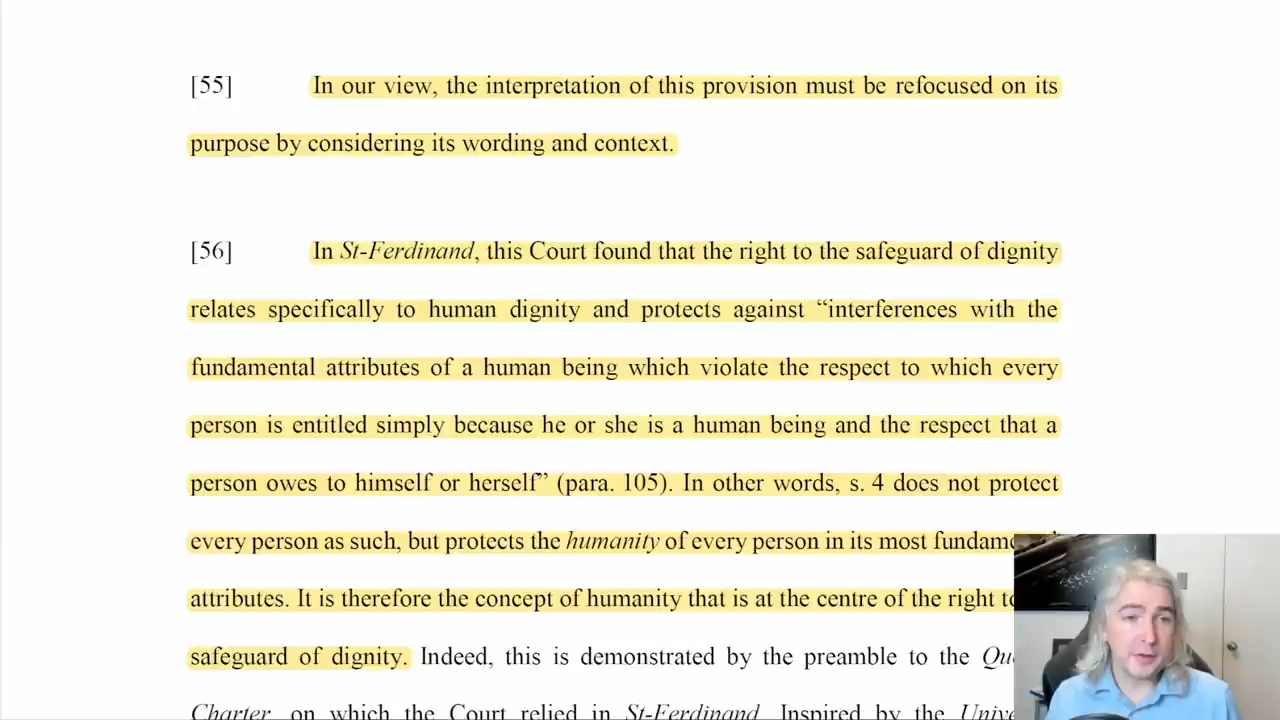 [55] In our view, the interpretation of this provision must be refocused on its
purpose by considering its wording and context.
[56] In St-Ferdinand, this Court found that the right to the safeguard of dignity
relates specifically to human dignity and protects against “interferences with the
fundamental attributes of a human being which violate the respect to which every
person is entitled simply because he or she is a human being and the respect that a
person owes to himself or herself” (para. 105). In other words, s. 4 does not protect
every person as such, but protects the humanity of every person in its most
attributes. It is therefore the concept of humanity that is at the centre of the right
safeguard of dignity. Indeed, this is demonstrated by the preamble to the
Charter, on which the Court relied in St-Ferdinand. Inspired by the